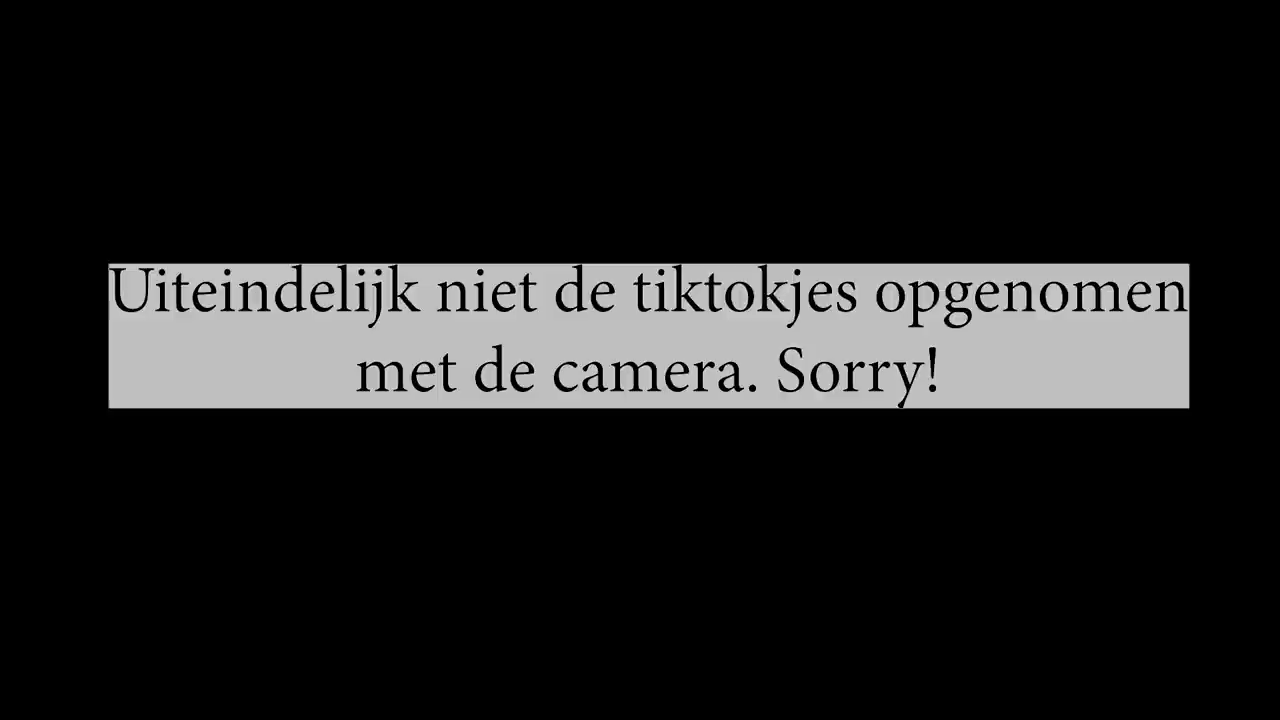 Uiteindelijk niet de tiktokjes opgenomen
met de camera. Sorry!